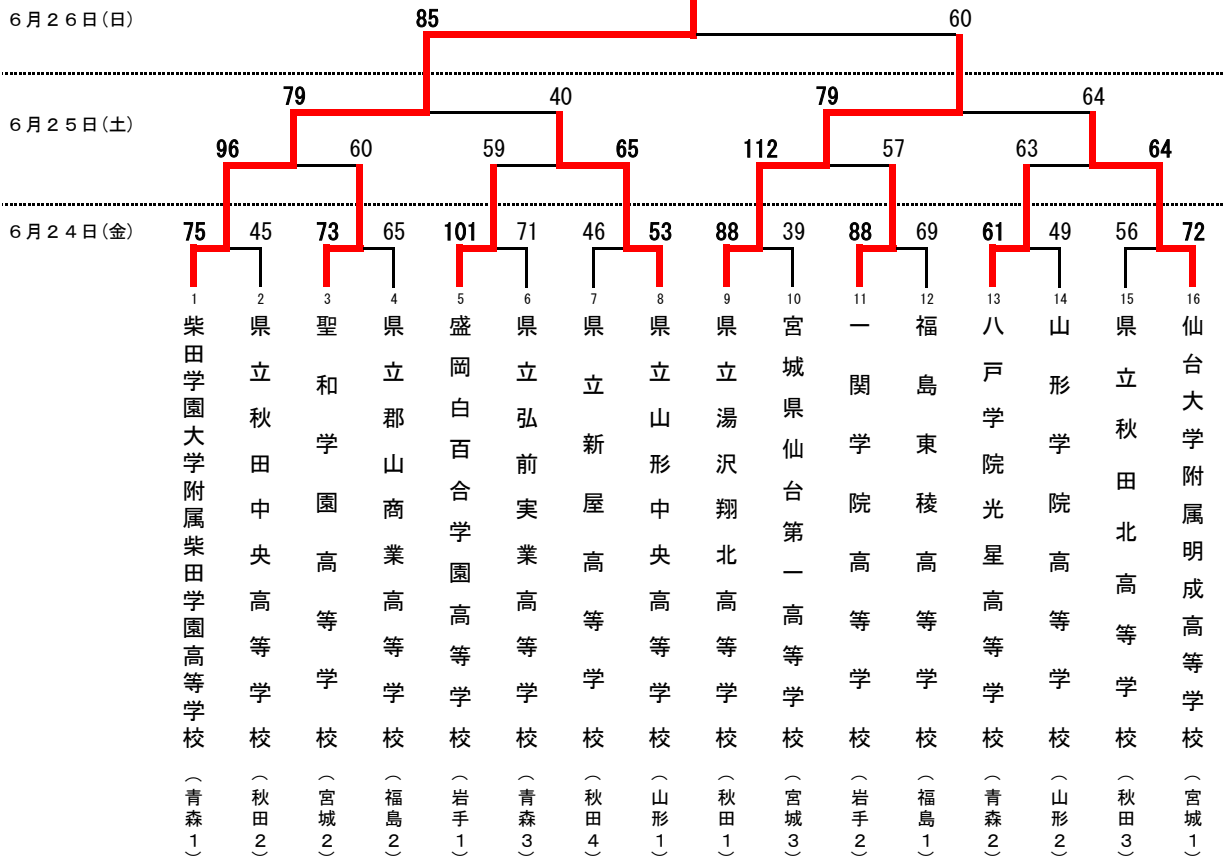 6月26日(日)
85
60
79
40
79
64
6月25日(土)
96
60
59
65
112
57
63
64
6月24日(金)
75
45
73
65
101
71
46
53
88
39
88
69
61
49
56
72
1
2
3
4
5
6
7
8
9
10
11
12
13
14
15
16
柴田学園大学附属柴田学園高等学校
県立秋田中央高等学校
聖和学園高等学校
県立郡山商業高等学校
盛岡白百合学園高等学校
県立弘前実業高等学校
県立新屋高等学校
県立山形中央高等学校
県立湯沢翔北高等学校
宮城県仙台第一高等学校
一関学院高等学校
福島東稜高等学校
八戸学院光星高等学校
山形学院高等学校
県立秋田北高等学校
仙台大学附属明成高等学校
(青森1)
(秋田2)
(宮城2)
(福島2)
(岩手1)
(青森3)
(秋田4)
(山形1)
(秋田1)
(宮城3)
(岩手2)
(福島1)
(青森2)
(山形2)
(秋田3)
(宮城1)